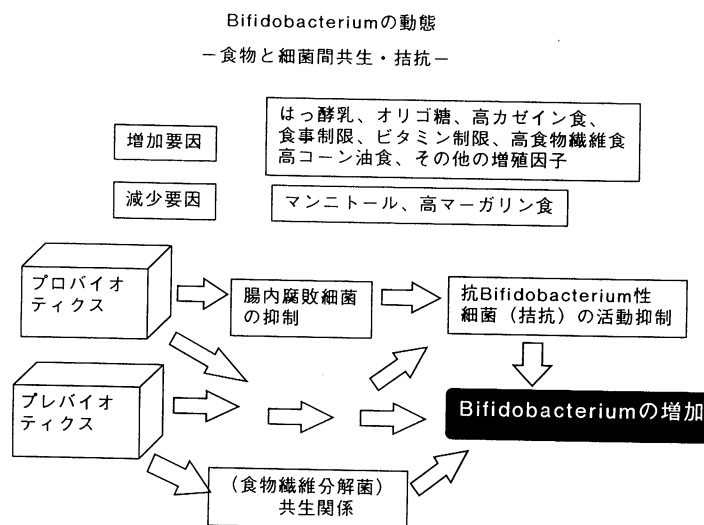 Bifidobacteriumの動態
－食物と細菌間共生・拮抗－
増加要因
はっ酵乳、オリゴ糖、高カゼイン食、
食事制限、ビタミン制限、高食物繊維食
高コーン油食、その他の増殖因子
減少要因
マンニトール、高マーガリン食
プロバイオ
ティクス
腸内腐敗細菌
の抑制
抗Bifidobacterium性
細菌（拮抗）の活動抑制
プレバイオ
ティクス
Bifidobacteriumの増加
（食物繊維分解菌）
共生関係